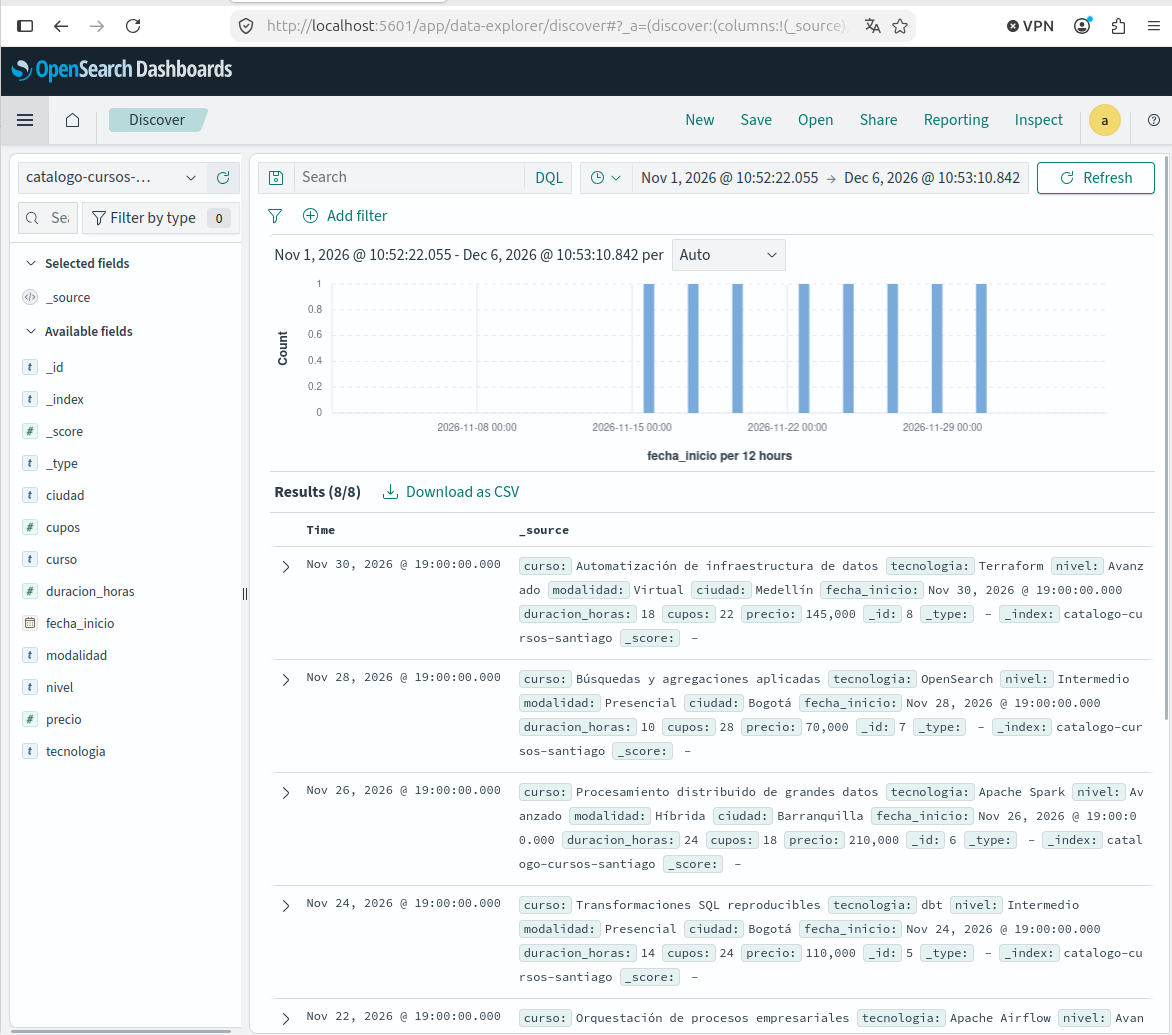 http://localhost:5601/app/data-explorer/discover#?_a=(discover:(columns:!(_source),
VPN
OpenSearch Dashboards
Discover
New Save Open Share Reporting Inspect a
catalogo-cursos-...
Search DQL Nov 1, 2026 @ 10:52:22.055 → Dec 6, 2026 @ 10:53:10.842 Refresh
Sea Filter by type 0
Add filter
Selected fields
_source
Available fields
_id
_index
_score
_type
ciudad
cupos
curso
duracion_horas
fecha_inicio
modalidad
nivel
precio
tecnologia
Nov 1, 2026 @ 10:52:22.055 - Dec 6, 2026 @ 10:53:10.842 per Auto
Count
1
0.8
0.6
0.4
0.2
0
2026-11-08 00:00 2026-11-15 00:00 2026-11-22 00:00 2026-11-29 00:00
fecha_inicio per 12 hours
Results (8/8) Download as CSV
Time _source
Nov 30, 2026 @ 19:00:00.000 curso: Automatización de infraestructura de datos tecnologia: Terraform nivel: Avanz
ado modalidad: Virtual ciudad: Medellín fecha_inicio: Nov 30, 2026 @ 19:00:00.000
duracion_horas: 18 cupos: 22 precio: 145,000 _id: 8 _type: – _index: catalogo-cu
rsos-santiago _score: –
Nov 28, 2026 @ 19:00:00.000 curso: Búsquedas y agregaciones aplicadas tecnologia: OpenSearch nivel: Intermedio
modalidad: Presencial ciudad: Bogotá fecha_inicio: Nov 28, 2026 @ 19:00:00.000
duracion_horas: 10 cupos: 28 precio: 70,000 _id: 7 _type: – _index: catalogo-cur
sos-santiago _score: –
Nov 26, 2026 @ 19:00:00.000 curso: Procesamiento distribuido de grandes datos tecnologia: Apache Spark nivel: Av
anzado modalidad: Híbrida ciudad: Barranquilla fecha_inicio: Nov 26, 2026 @ 19:00:0
0.000 duracion_horas: 24 cupos: 18 precio: 210,000 _id: 6 _type: – _index: catal
ogo-cursos-santiago _score: –
Nov 24, 2026 @ 19:00:00.000 curso: Transformaciones SQL reproducibles tecnologia: dbt nivel: Intermedio
modalidad: Presencial ciudad: Bogotá fecha_inicio: Nov 24, 2026 @ 19:00:00.000
duracion_horas: 14 cupos: 24 precio: 110,000 _id: 5 _type: – _index: catalogo-cu
rsos-santiago _score: –
Nov 22, 2026 @ 19:00:00.000 curso: Orquestación de procesos empresariales tecnologia: Apache Airflow nivel: Avan